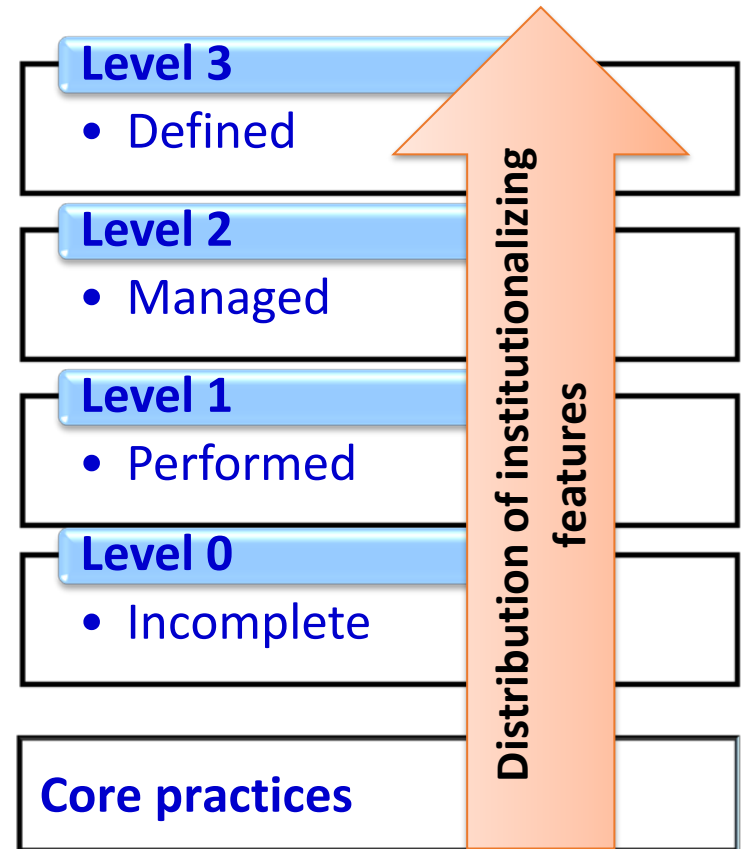 Level 3
• Defined
Level 2
• Managed
Level 1
• Performed
Level 0
• Incomplete
Core practices
Distribution of institutionalizing
features